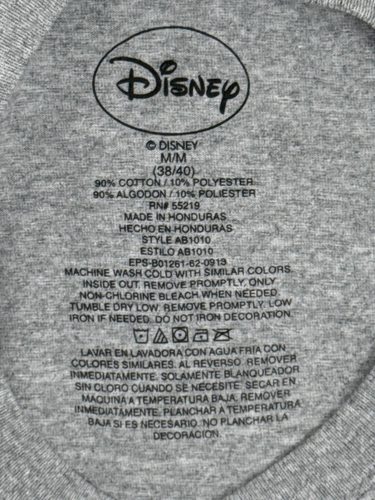 Disney
© DISNEY
M/M
(38/40)
90% COTTON / 10% POLYESTER
90% ALGODON / 10% POLYESTER
RN# 55219
MADE IN HONDURAS
HECHO EN HONDURAS
STYLE AB1010
ESTILO AB1010
EPS-B01261-62-0913
MACHINE WASH COLD WITH SIMILAR COLORS.
INSIDE OUT. REMOVE PROMPTLY. ONLY
NON-CHLORINE BLEACH WHEN NEEDED.
TUMBLE DRY LOW. REMOVE PROMPTLY. LOW
IRON IF NEEDED. DO NOT IRON DECORATION.
LAVAR EN LAVADORA CON AGUA FRIA CON
COLORES SIMILARES. AL REVERSO. REMOVER
INMEDIATAMENTE. SOLAMENTE BLANQUEADOR
SIN CLORO CUANDO SE NECESITE. SECAR EN
MAQUINA A TEMPERATURA BAJA. REMOVER
INMEDIATAMENTE. PLANCHAR A TEMPERATURA
BAJA SI ES NECESARIO. NO PLANCHAR LA
DECORACION.